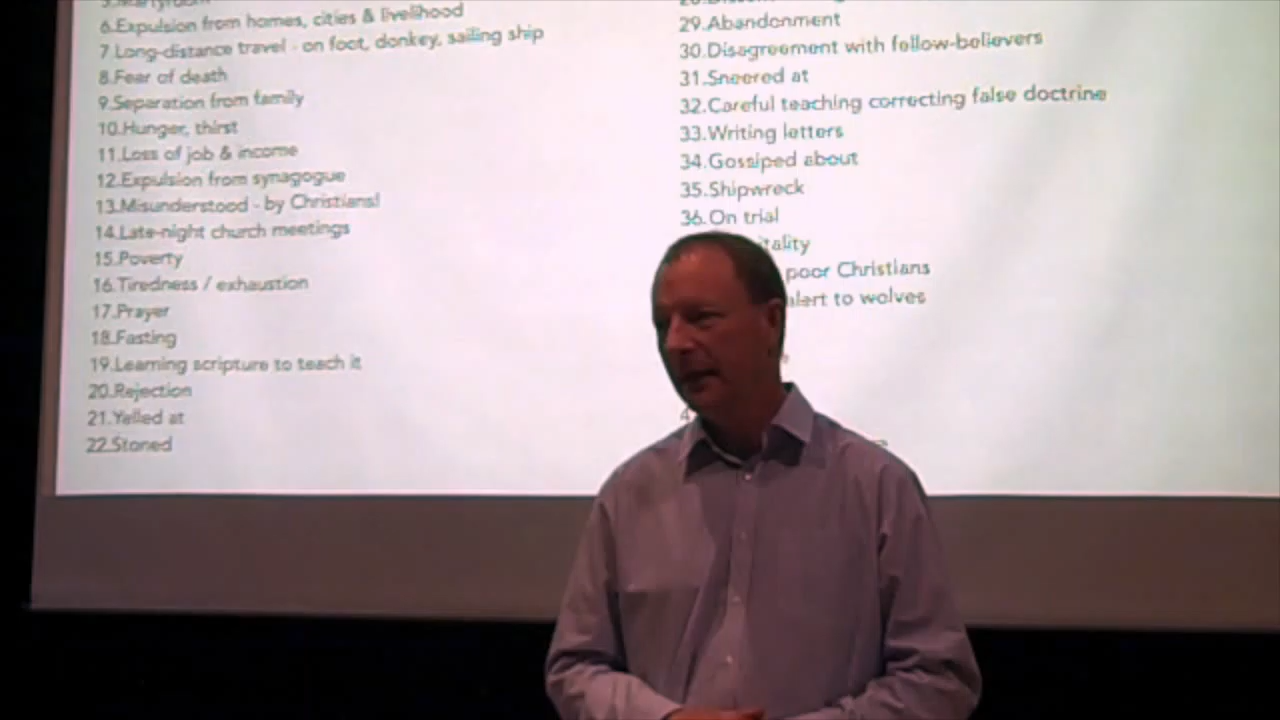 6.Expulsion from homes, cities & livelihood
7.Long-distance travel - on foot, donkey, sailing ship
8.Fear of death
9.Separation from family
10.Hunger, thirst
11.Loss of job & income
12.Expulsion from synagogue
13.Misunderstood - by Christians!
14.Late-night church meetings
15.Poverty
16.Tiredness / exhaustion
17.Prayer
18.Fasting
19.Learning scripture to teach it
20.Rejection
21.Yelled at
22.Stoned
29.Abandonment
30.Disagreement with fellow-believers
31.Sneered at
32.Careful teaching correcting false doctrine
33.Writing letters
34.Gossiped about
35.Shipwreck
36.On trial
poor Christians
alert to wolves